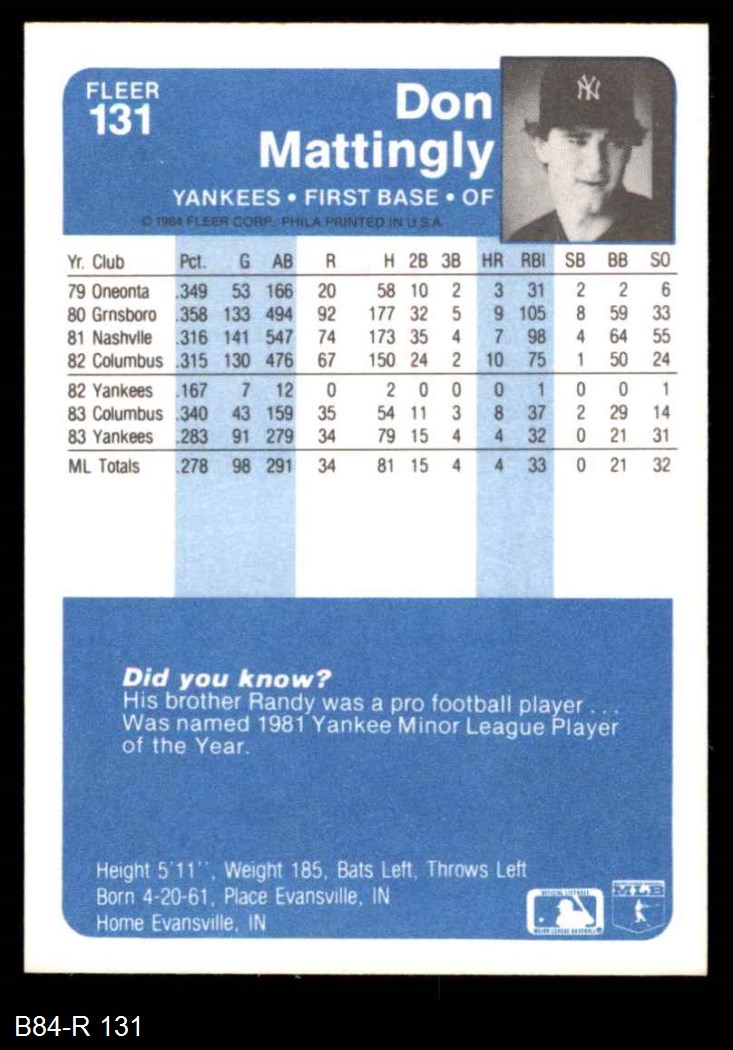 FLEER
131
Don
Mattingly
YANKEES • FIRST BASE • OF
© 1984 FLEER CORP., PHILA PRINTED IN U.S.A.
NY
Yr. Club Pct. G AB R H 2B 3B HR RBI SB BB SO
79 Oneonta .349 53 166 20 58 10 2 3 31 2 2 6
80 Grnsboro .358 133 494 92 177 32 5 9 105 8 59 33
81 Nashvlle .316 141 547 74 173 35 4 7 98 4 64 55
82 Columbus .315 130 476 67 150 24 2 10 75 1 50 24
82 Yankees .167 7 12 0 2 0 0 0 1 0 0 1
83 Columbus .340 43 159 35 54 11 3 8 37 2 29 14
83 Yankees .283 91 279 34 79 15 4 4 32 0 21 31
ML Totals .278 98 291 34 81 15 4 4 33 0 21 32
Did you know?
His brother Randy was a pro football player . . .
Was named 1981 Yankee Minor League Player
of the Year.
Height 5'11'', Weight 185, Bats Left, Throws Left
Born 4-20-61, Place Evansville, IN
Home Evansville, IN
OFFICIAL LICENSEE
MAJOR LEAGUE BASEBALL
MLB
B84-R 131